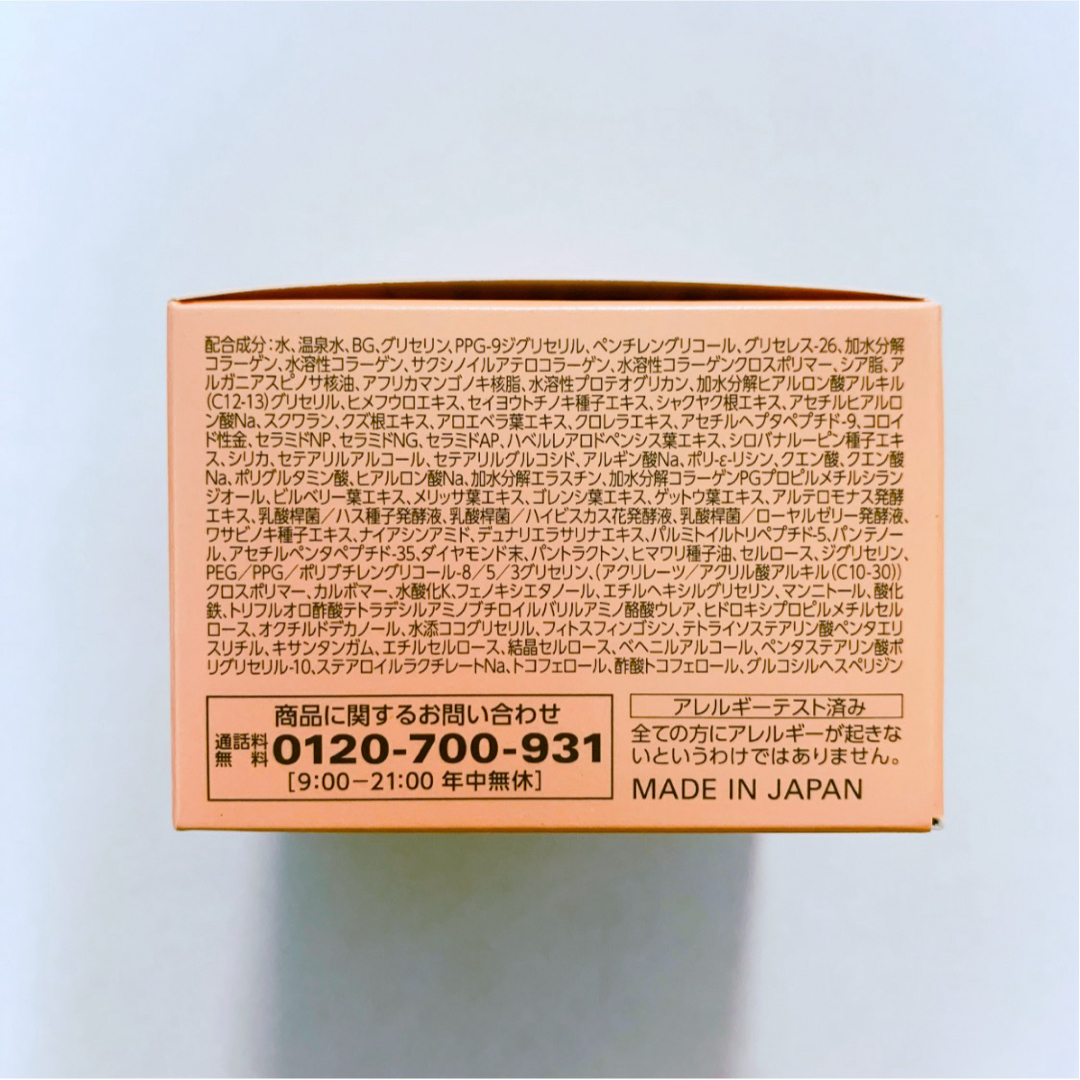 配合成分：水、温泉水、BG、グリセリン、PPG-9ジグリセリル、ペンチレングリコール、グリセレス-26、加水分解
コラーゲン、水溶性コラーゲン、サクシノイルアテロコラーゲン、水溶性コラーゲンクロスポリマー、シア脂、ア
ルガニアスピノサ核油、アフリカマンゴノキ核脂、水溶性プロテオグリカン、加水分解ヒアルロン酸アルキル
(C12-13)グリセリル、ヒメフウロエキス、セイヨウトチノキ種子エキス、シャクヤク根エキス、アセチルヒアルロ
ン酸Na、スクワラン、クズ根エキス、アロエベラ葉エキス、クロレラエキス、アセチルヘプタペプチド-9、コロイ
ド性金、セラミドNP、セラミドNG、セラミドAP、ハベルレアロドペンシス葉エキス、シロバナルーピン種子エキ
ス、シリカ、セテアリルアルコール、セテアリルグルコシド、アルギン酸Na、ポリ-ε-リシン、クエン酸、クエン酸
Na、ポリグルタミン酸、ヒアルロン酸Na、加水分解エラスチン、加水分解コラーゲンPGプロピルメチルシラン
ジオール、ビルベリー葉エキス、メリッサ葉エキス、ゴレンシ葉エキス、ゲットウ葉エキス、アルテロモナス発酵
エキス、乳酸桿菌／ハス種子発酵液、乳酸桿菌／ハイビスカス花発酵液、乳酸桿菌／ローヤルゼリー発酵液、
ワサビノキ種子エキス、ナイアシンアミド、デュナリエラサリナエキス、パルミトイルトリペプチド-5、パンテノー
ル、アセチルペンタペプチド-35、ダイヤモンド末、パントラクトン、ヒマワリ種子油、セルロース、ジグリセリン、
PEG／PPG／ポリブチレングリコール-8／5／3グリセリン、(アクリレーツ／アクリル酸アルキル(C10-30))
クロスポリマー、カルボマー、水酸化K、フェノキシエタノール、エチルヘキシルグリセリン、マンニトール、酸化
鉄、トリフルオロ酢酸テトラデシルアミノブチロイルバリルアミノ酪酸ウレア、ヒドロキシプロピルメチルセル
ロース、オクチルドデカノール、水添ココグリセリル、フィトスフィンゴシン、テトライソステアリン酸ペンタエリ
スリチル、キサンタンガム、エチルセルロース、結晶セルロース、ベヘニルアルコール、ペンタステアリン酸ポ
リグリセリル-10、ステアロイルラクチレートNa、トコフェロール、酢酸トコフェロール、グルコシルヘスペリジン
商品に関するお問い合わせ
通話料
無 料 0120-700-931
[9:00−21:00 年中無休]
アレルギーテスト済み
全ての方にアレルギーが起きな
いというわけではありません。
MADE IN JAPAN